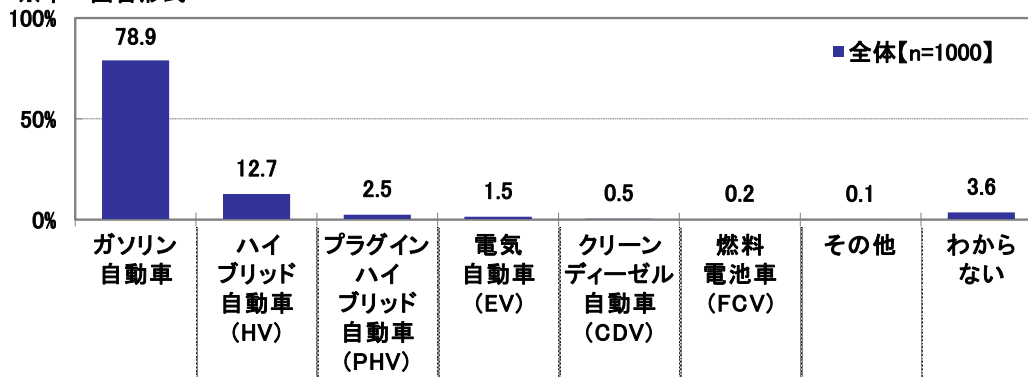 100%
50%
0%
■全体【n=1000】
78.9
12.7
2.5
1.5
0.5
0.2
0.1
3.6
ガソリン
自動車
ハイ
ブリッド
自動車
(HV)
プラグイン
ハイ
ブリッド
自動車
(PHV)
電気
自動車
(EV)
クリーン
ディーゼル
自動車
(CDV)
燃料
電池車
(FCV)
その他
わから
ない